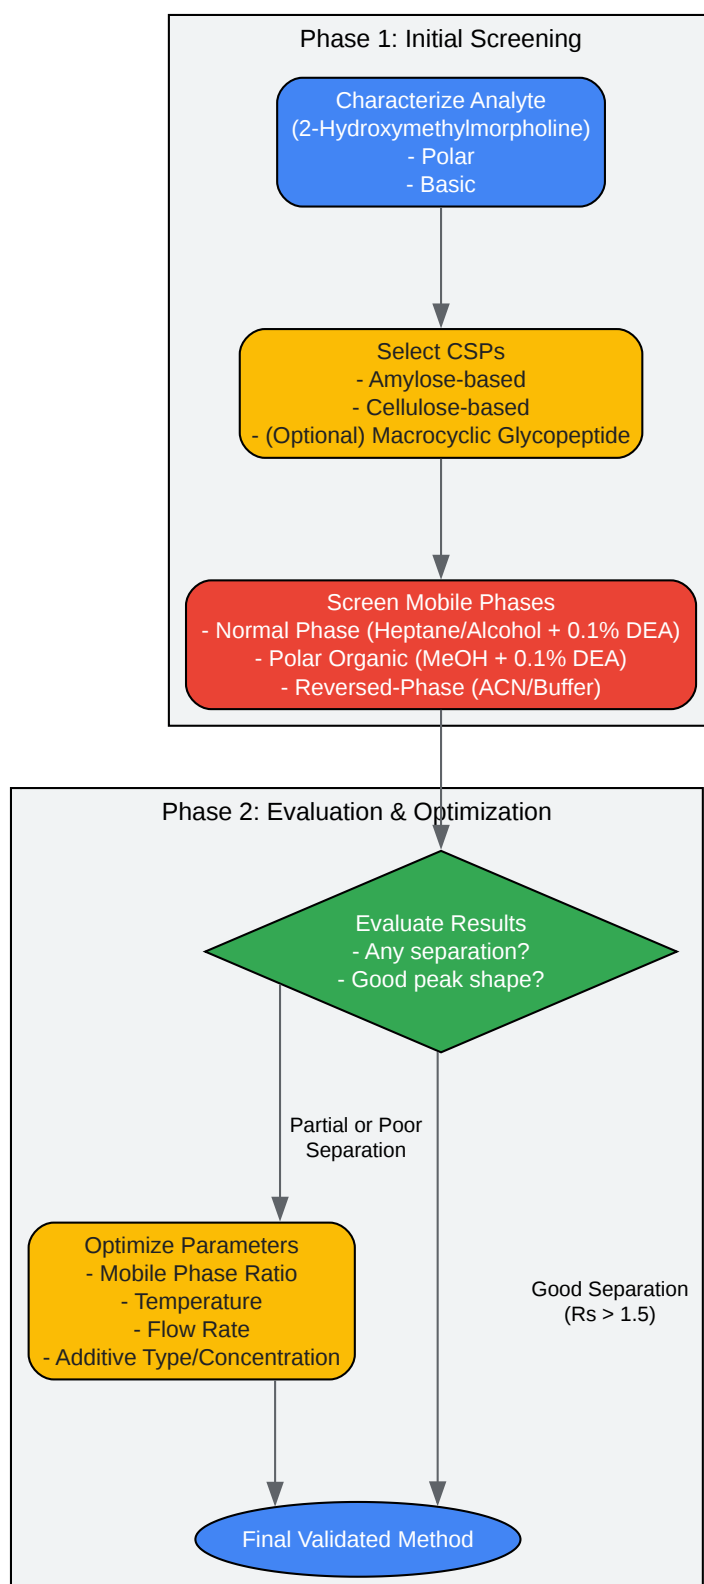 Phase 1: Initial Screening
Characterize Analyte
(2-Hydroxymethylmorpholine)
- Polar
- Basic
Select CSPs
- Amylose-based
- Cellulose-based
- (Optional) Macrocyclic Glycopeptide
Screen Mobile Phases
- Normal Phase (Heptane/Alcohol + 0.1% DEA)
- Polar Organic (MeOH + 0.1% DEA)
- Reversed-Phase (ACN/Buffer)
Phase 2: Evaluation & Optimization
Evaluate Results
- Any separation?
- Good peak shape?
Partial or Poor
Separation
Optimize Parameters
- Mobile Phase Ratio
- Temperature
- Flow Rate
- Additive Type/Concentration
Good Separation
(Rs > 1.5)
Final Validated Method